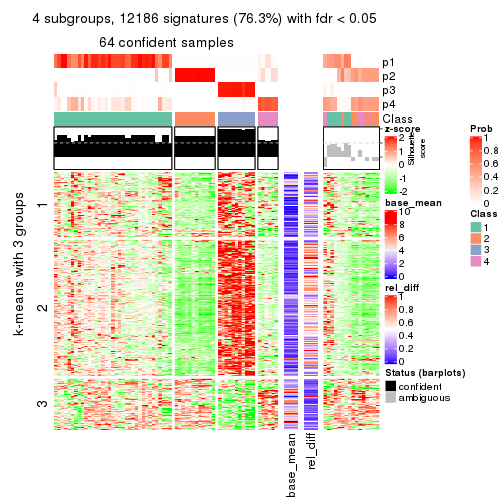 4 subgroups, 12186 signatures (76.3%) with fdr < 0.05
64 confident samples
p1
p2
p3
p4
Class
Silhouette
score
k-means with 3 groups
1
2
3
base_mean
rel_diff
z-score
2
1
0
-1
-2
base_mean
10
8
6
4
2
0
rel_diff
1
0.8
0.6
0.4
0.2
0
Status (barplots)
confident
ambiguous
Prob
1
0.8
0.6
0.4
0.2
0
Class
1
2
3
4